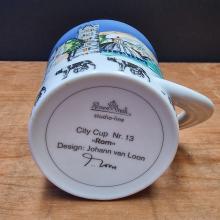 Rosenthal
studio-line
City Cup Nr. 13
»Rom«
Design: Johann van Loon